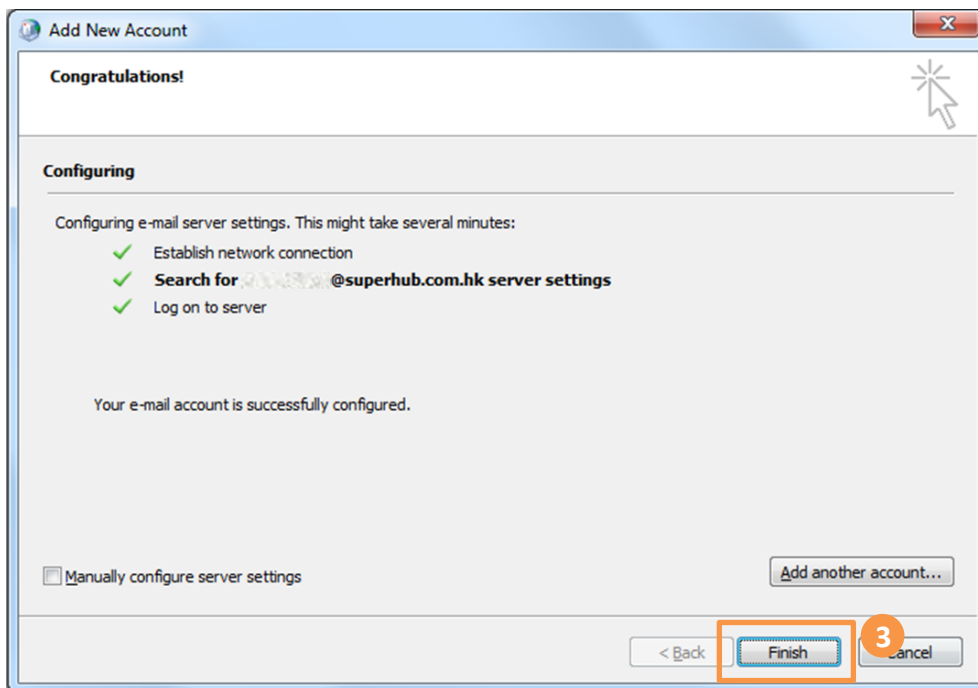 Add New Account
Congratulations!
Configuring
Configuring e-mail server settings. This might take several minutes:
Establish network connection
Search for @superhub.com.hk server settings
Log on to server
Your e-mail account is successfully configured.
Manually configure server settings
Add another account...
< Back
Finish
3